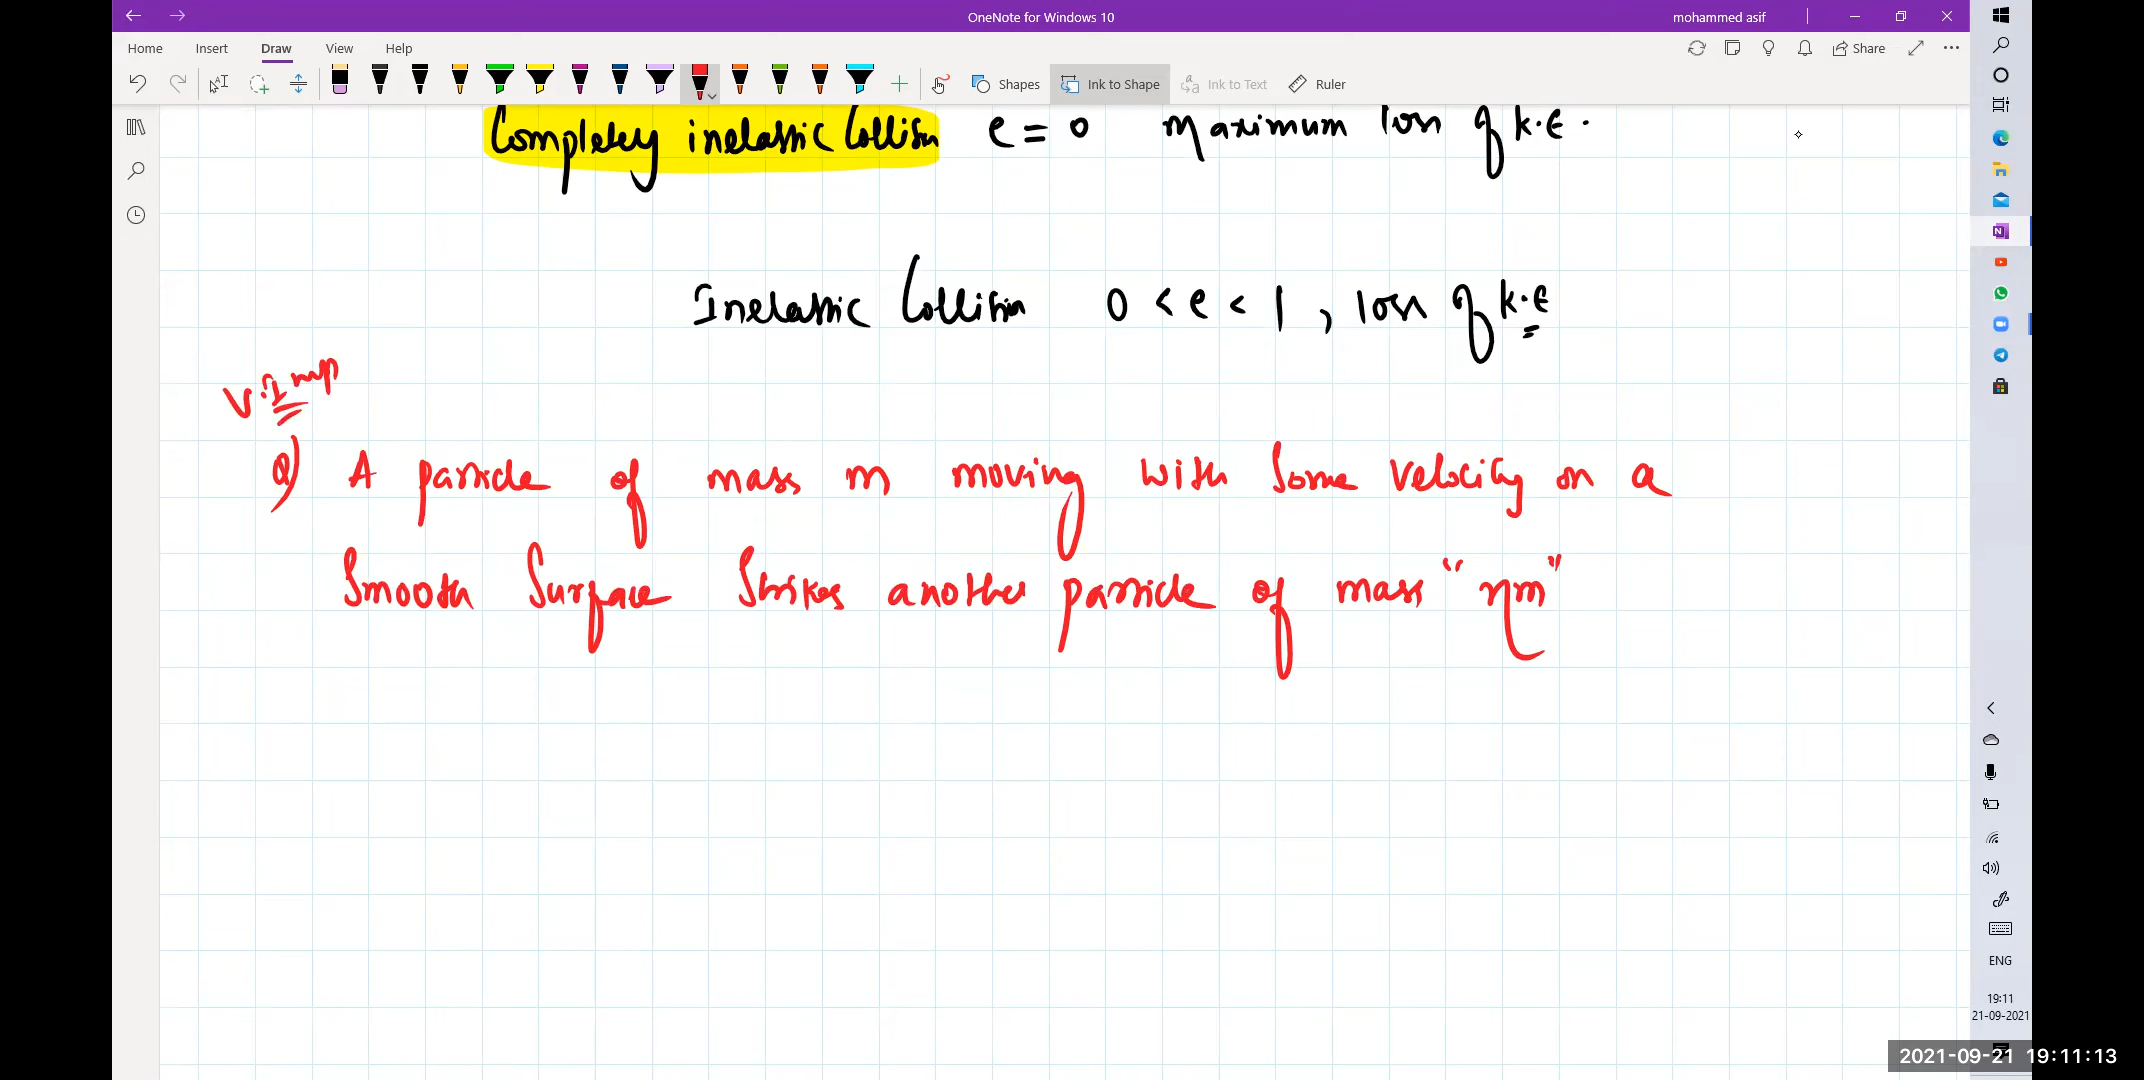 OneNote for Windows 10
mohammed asif
Home Insert Draw View Help
Share
Shapes Ink to Shape Ink to Text Ruler
Completely inelastic Collision e = 0 maximum loss of K.E.
Inelastic Collision 0 < e < 1 , loss of K.E
V. Imp
Q) A particle of mass m moving with some velocity on a
smooth surface strikes another particle of mass "ηm"
ENG
19:11
21-09-2021
2021-09-21 19:11:13